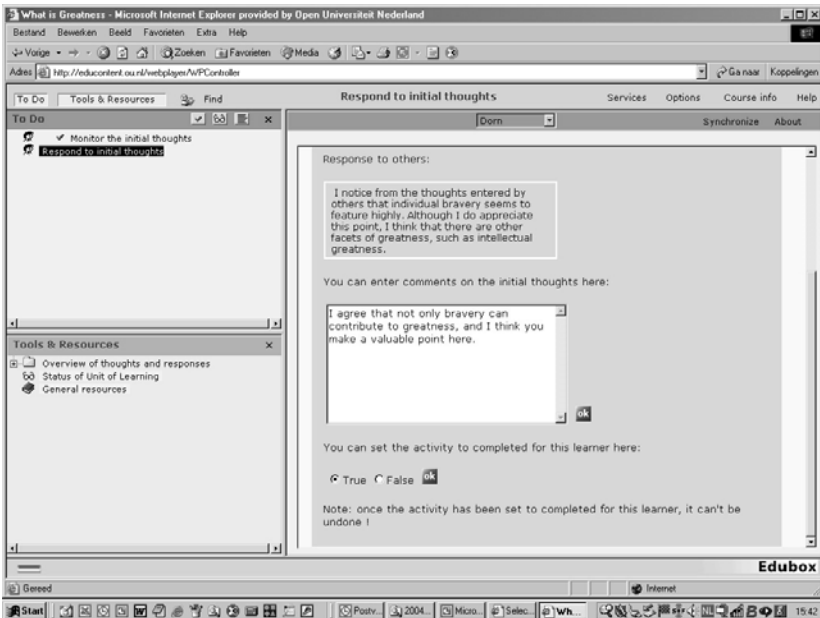 What is Greatness - Microsoft Internet Explorer provided by Open Universiteit Nederland
Bestand Bewerken Beeld Favorieten Extra Help
Vorige Zoeken Favorieten Media
Adres http://educontent.ou.nl/webplayer/WPController Ga naar Koppelingen
To Do Tools & Resources Find Respond to initial thoughts Services Options Course info Help
To Do
Dorn Synchronize About
Monitor the initial thoughts
Respond to initial thoughts
Response to others:
I notice from the thoughts entered by
others that individual bravery seems to
feature highly. Although I do appreciate
this point, I think that there are other
facets of greatness, such as intellectual
greatness.
You can enter comments on the initial thoughts here:
I agree that not only bravery can
contribute to greatness, and I think you
make a valuable point here.
ok
Tools & Resources
Overview of thoughts and responses
Status of Unit of Learning
General resources
You can set the activity to completed for this learner here:
True False ok
Note: once the activity has been set to completed for this learner, it can't be
undone !
Edubox
Gereed Internet
Start Postv... 2004... Micro... Selec... Wh... 15:42